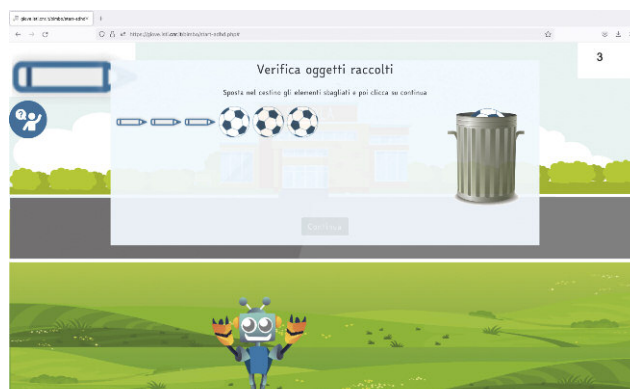 3
Verifica oggetti raccolti
Sposta nel cestino gli elementi sbagliati e poi clicca su continua
Continua